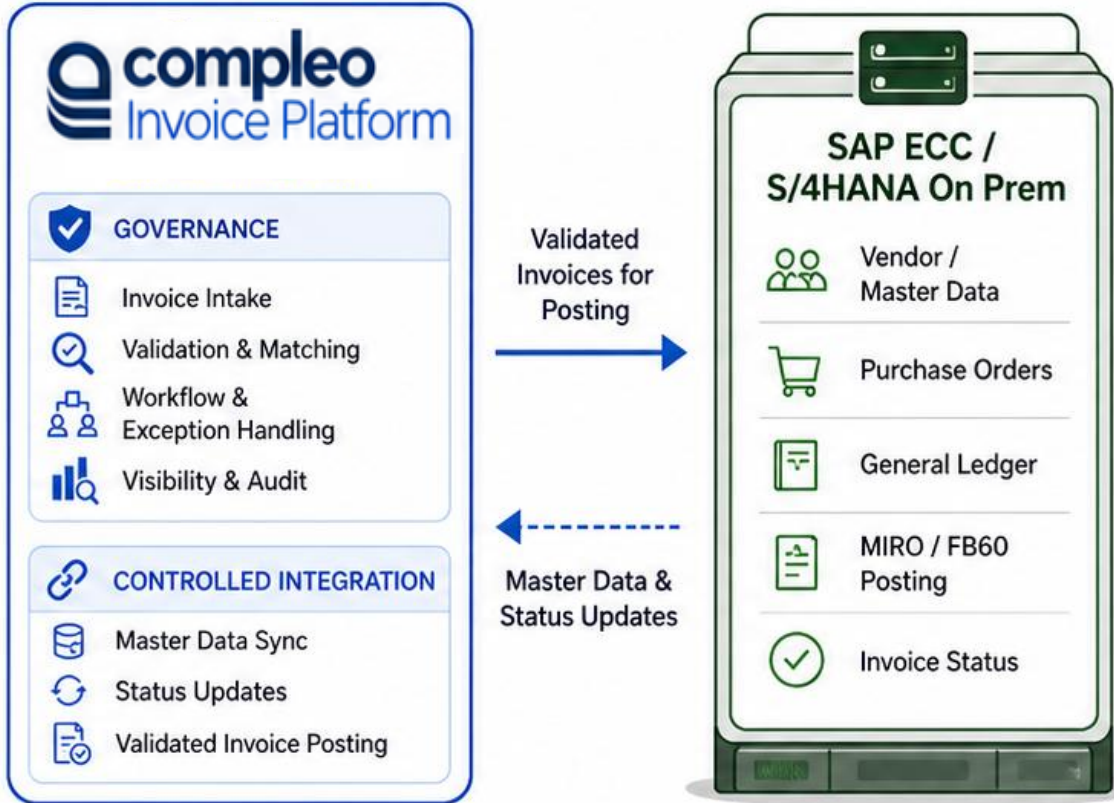 compleo
Invoice Platform
GOVERNANCE
Invoice Intake
Validation & Matching
Workflow &
Exception Handling
Visibility & Audit
CONTROLLED INTEGRATION
Master Data Sync
Status Updates
Validated Invoice Posting
Validated
Invoices for
Posting
Master Data &
Status Updates
SAP ECC /
S/4HANA On Prem
Vendor /
Master Data
Purchase Orders
General Ledger
MIRO / FB60
Posting
Invoice Status